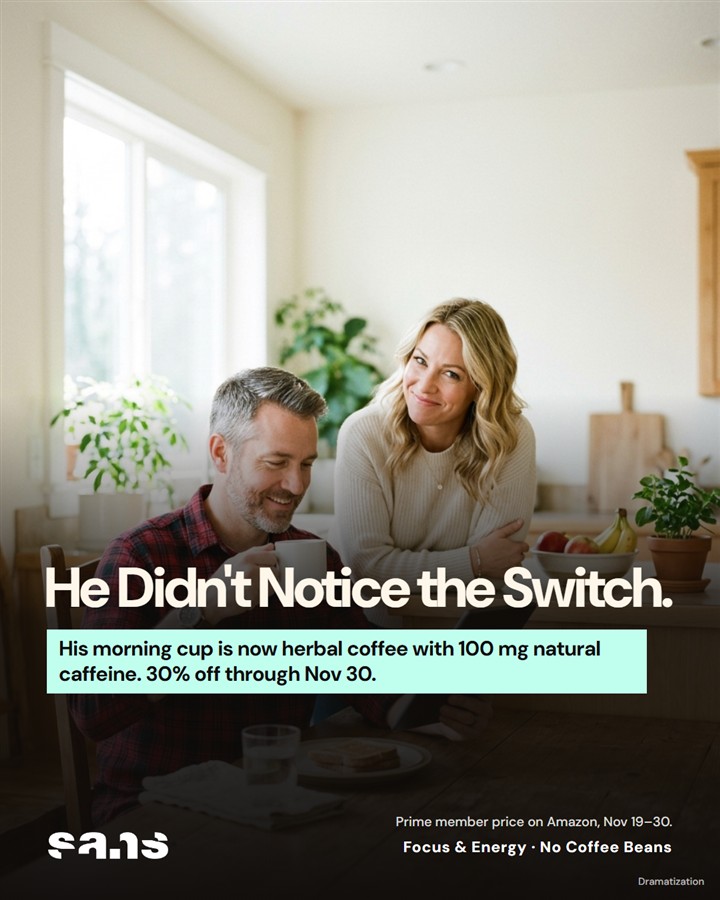 He Didn't Notice the Switch.
His morning cup is now herbal coffee with 100 mg natural
caffeine. 30% off through Nov 30.
Prime member price on Amazon, Nov 19–30.
sans
Focus & Energy · No Coffee Beans
Dramatization